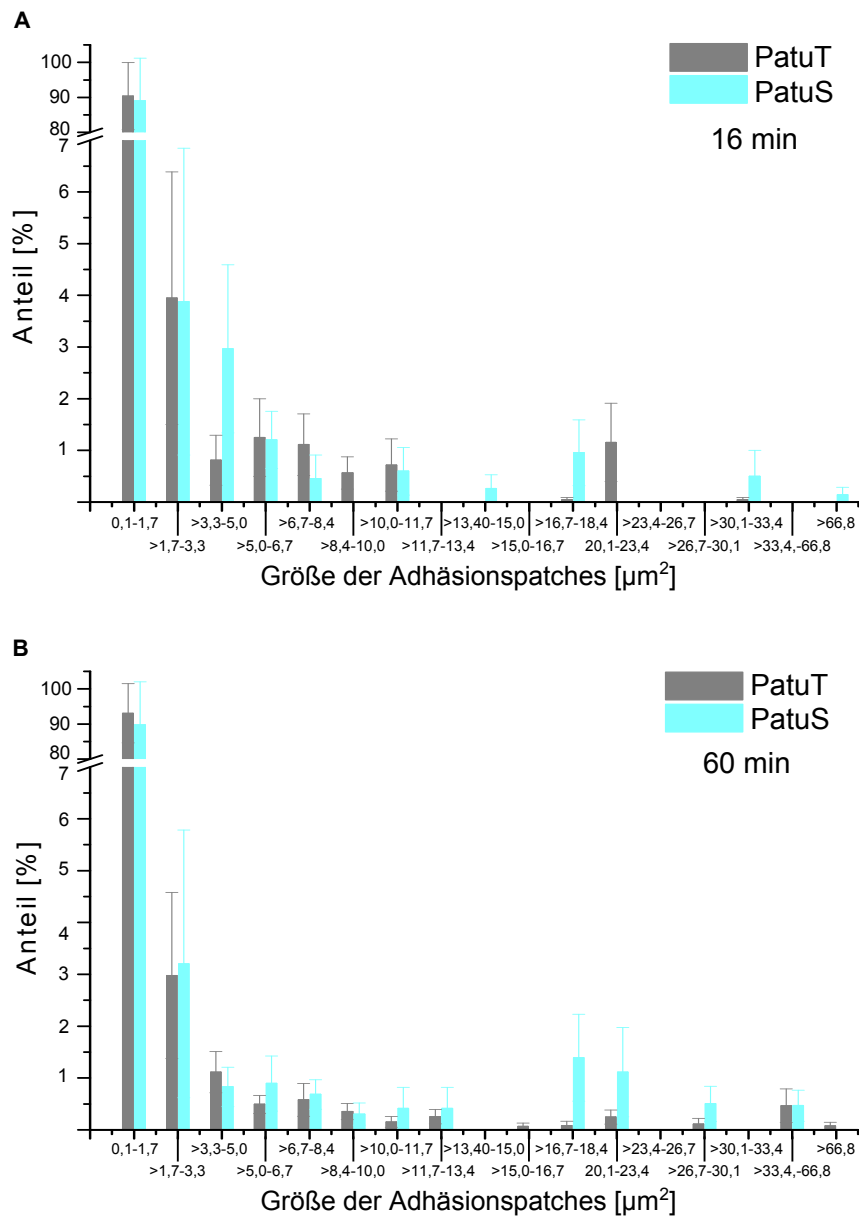 A
PatuT
PatuS
16 min
100
90
80
7
6
5
4
3
2
1
Anteil [%]
0,1-1,7 >3,3-5,0 >6,7-8,4 >10,0-11,7 >13,40-15,0 >16,7-18,4 >23,4-26,7 >30,1-33,4 >66,8
>1,7-3,3 >5,0-6,7 >8,4-10,0 >11,7-13,4 >15,0-16,7 20,1-23,4 >26,7-30,1 >33,4,-66,8
Größe der Adhäsionspatches [µm²]
B
PatuT
PatuS
60 min
100
90
80
7
6
5
4
3
2
1
Anteil [%]
0,1-1,7 >3,3-5,0 >6,7-8,4 >10,0-11,7 >13,40-15,0 >16,7-18,4 >23,4-26,7 >30,1-33,4 >66,8
>1,7-3,3 >5,0-6,7 >8,4-10,0 >11,7-13,4 >15,0-16,7 20,1-23,4 >26,7-30,1 >33,4,-66,8
Größe der Adhäsionspatches [µm²]